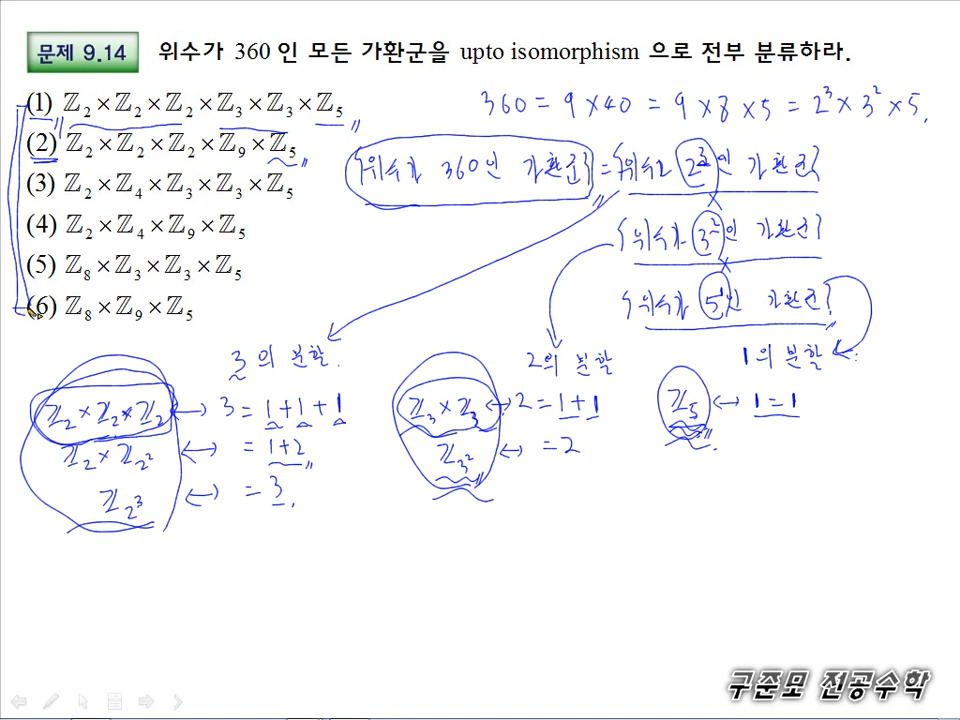 문제 9.14 위수가 360 인 모든 가환군을 upto isomorphism 으로 전부 분류하라.
(1) ℤ₂×ℤ₂×ℤ₂×ℤ₃×ℤ₃×ℤ₅
360 = 9×40 = 9×8×5 = 2³×3²×5.
(2) ℤ₂×ℤ₂×ℤ₂×ℤ₉×ℤ₅
{위수가 360인 가환군} = {위수가 2³인 가환군}
(3) ℤ₂×ℤ₄×ℤ₃×ℤ₃×ℤ₅
×
(4) ℤ₂×ℤ₄×ℤ₉×ℤ₅
{위수가 3²인 가환군}
×
(5) ℤ₈×ℤ₃×ℤ₃×ℤ₅
(6) ℤ₈×ℤ₉×ℤ₅
{위수가 5¹인 가환군}
3의 분할.
2의 분할
1의 분할
ℤ₂×ℤ₂×ℤ₂ ↔ 3 = 1+1+1
ℤ₃×ℤ₃ ↔ 2 = 1+1
ℤ₅ ↔ 1 = 1
ℤ₂×ℤ₂² ↔ = 1+2
ℤ₃² ↔ = 2
ℤ₂³ ↔ = 3.
구준모 전공수학